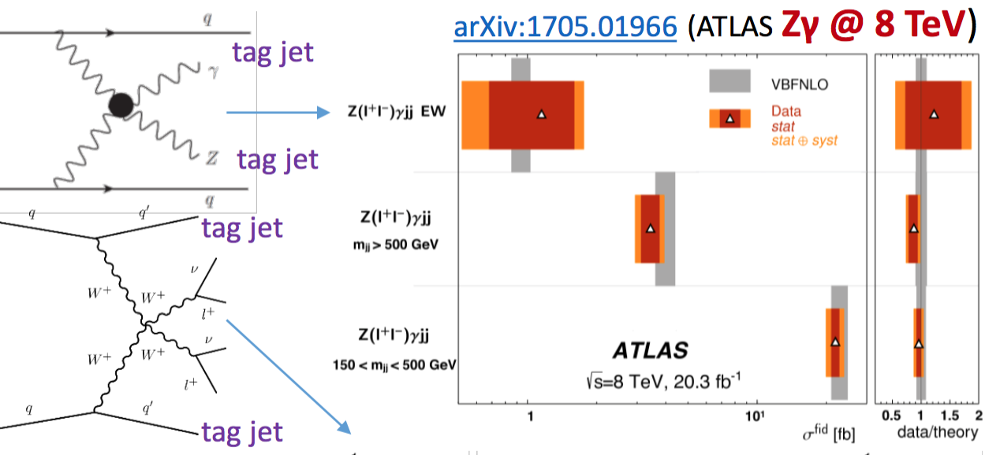 arXiv:1705.01966 (ATLAS Zγ @ 8 TeV)
q
tag jet
γ
Z
tag jet
q
q
q′
tag jet
W⁺
W⁺
ν
l⁺
W⁺
W⁺
ν
l⁺
q
q′
tag jet
VBFNLO
Data
stat
stat ⊕ syst
Z(l⁺l⁻)γjj EW
Z(l⁺l⁻)γjj
mjj > 500 GeV
Z(l⁺l⁻)γjj
150 < mjj < 500 GeV
ATLAS
√s=8 TeV, 20.3 fb⁻¹
1 10¹
σ^fid [fb]
0.5 1 1.5 2
data/theory